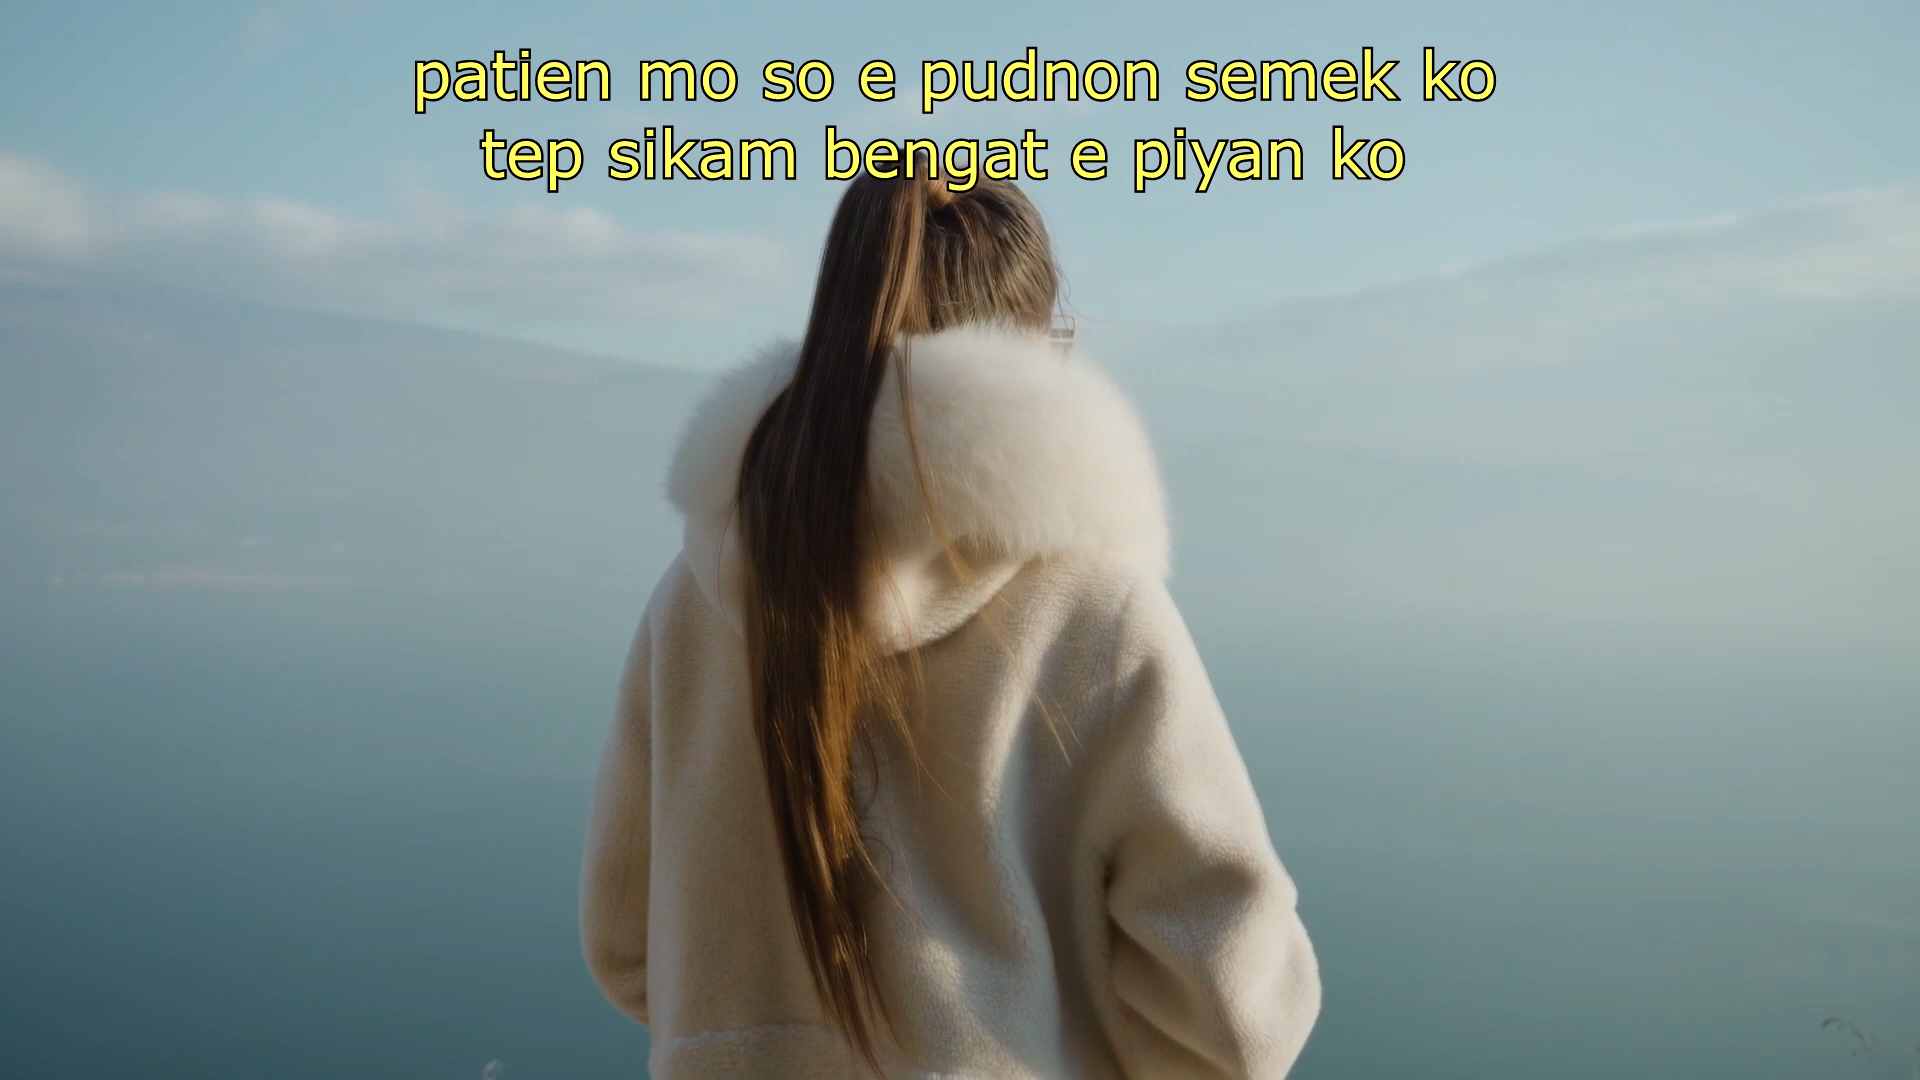 patien mo so e pudnon semek ko
tep sikam bengat e piyan ko